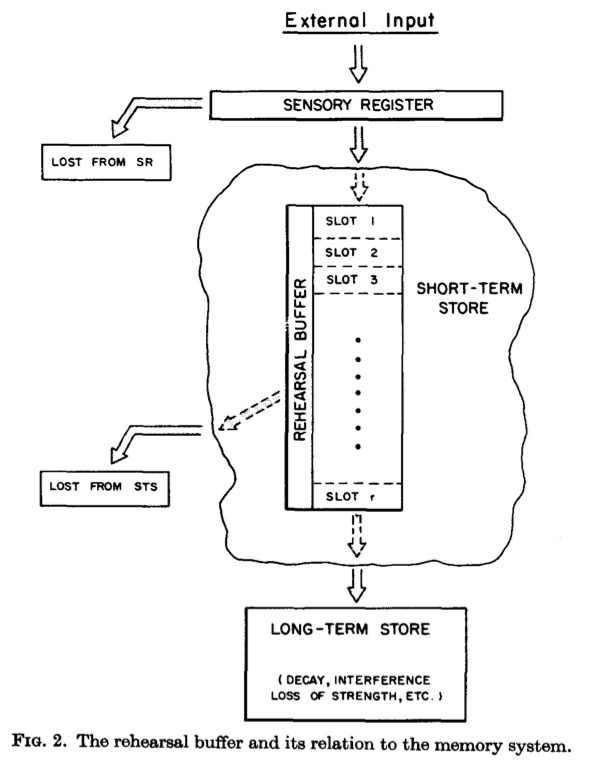 External Input
SENSORY REGISTER
LOST FROM SR
SLOT 1
SLOT 2
SLOT 3
SHORT-TERM
STORE
REHEARSAL BUFFER
LOST FROM STS
SLOT r
LONG-TERM STORE
(DECAY, INTERFERENCE
LOSS OF STRENGTH, ETC.)
FIG. 2. The rehearsal buffer and its relation to the memory system.